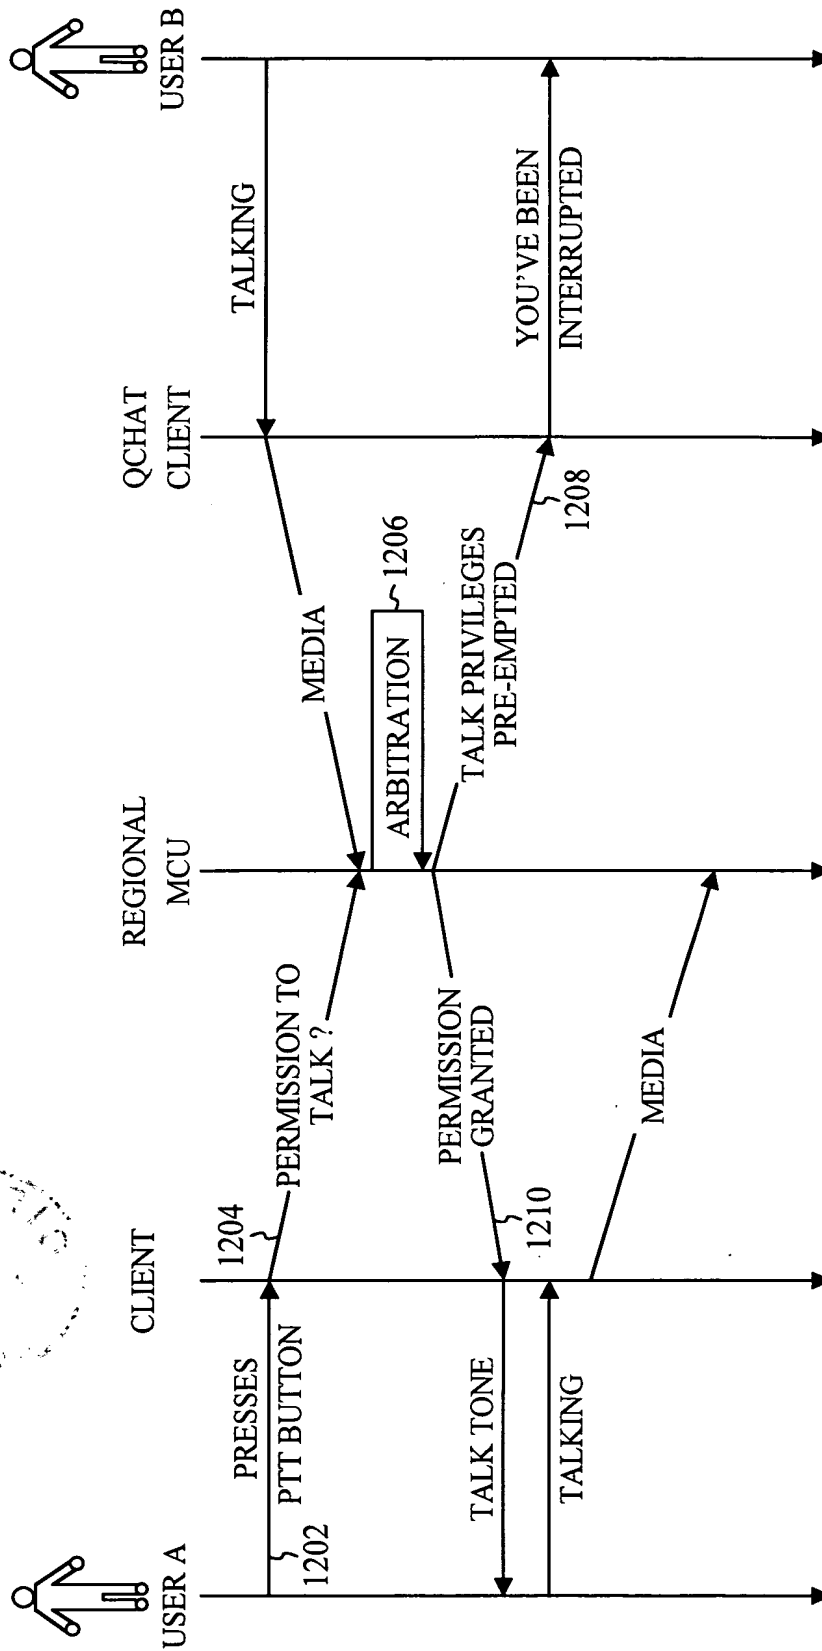 USER A
CLIENT
REGIONAL
MCU
QCHAT
CLIENT
USER B
PRESSES
PTT BUTTON
1202
1204
PERMISSION TO
TALK ?
MEDIA
TALKING
ARBITRATION
1206
PERMISSION
GRANTED
1210
TALK PRIVILEGES
PRE-EMPTED
1208
YOU'VE BEEN
INTERRUPTED
TALK TONE
TALKING
MEDIA